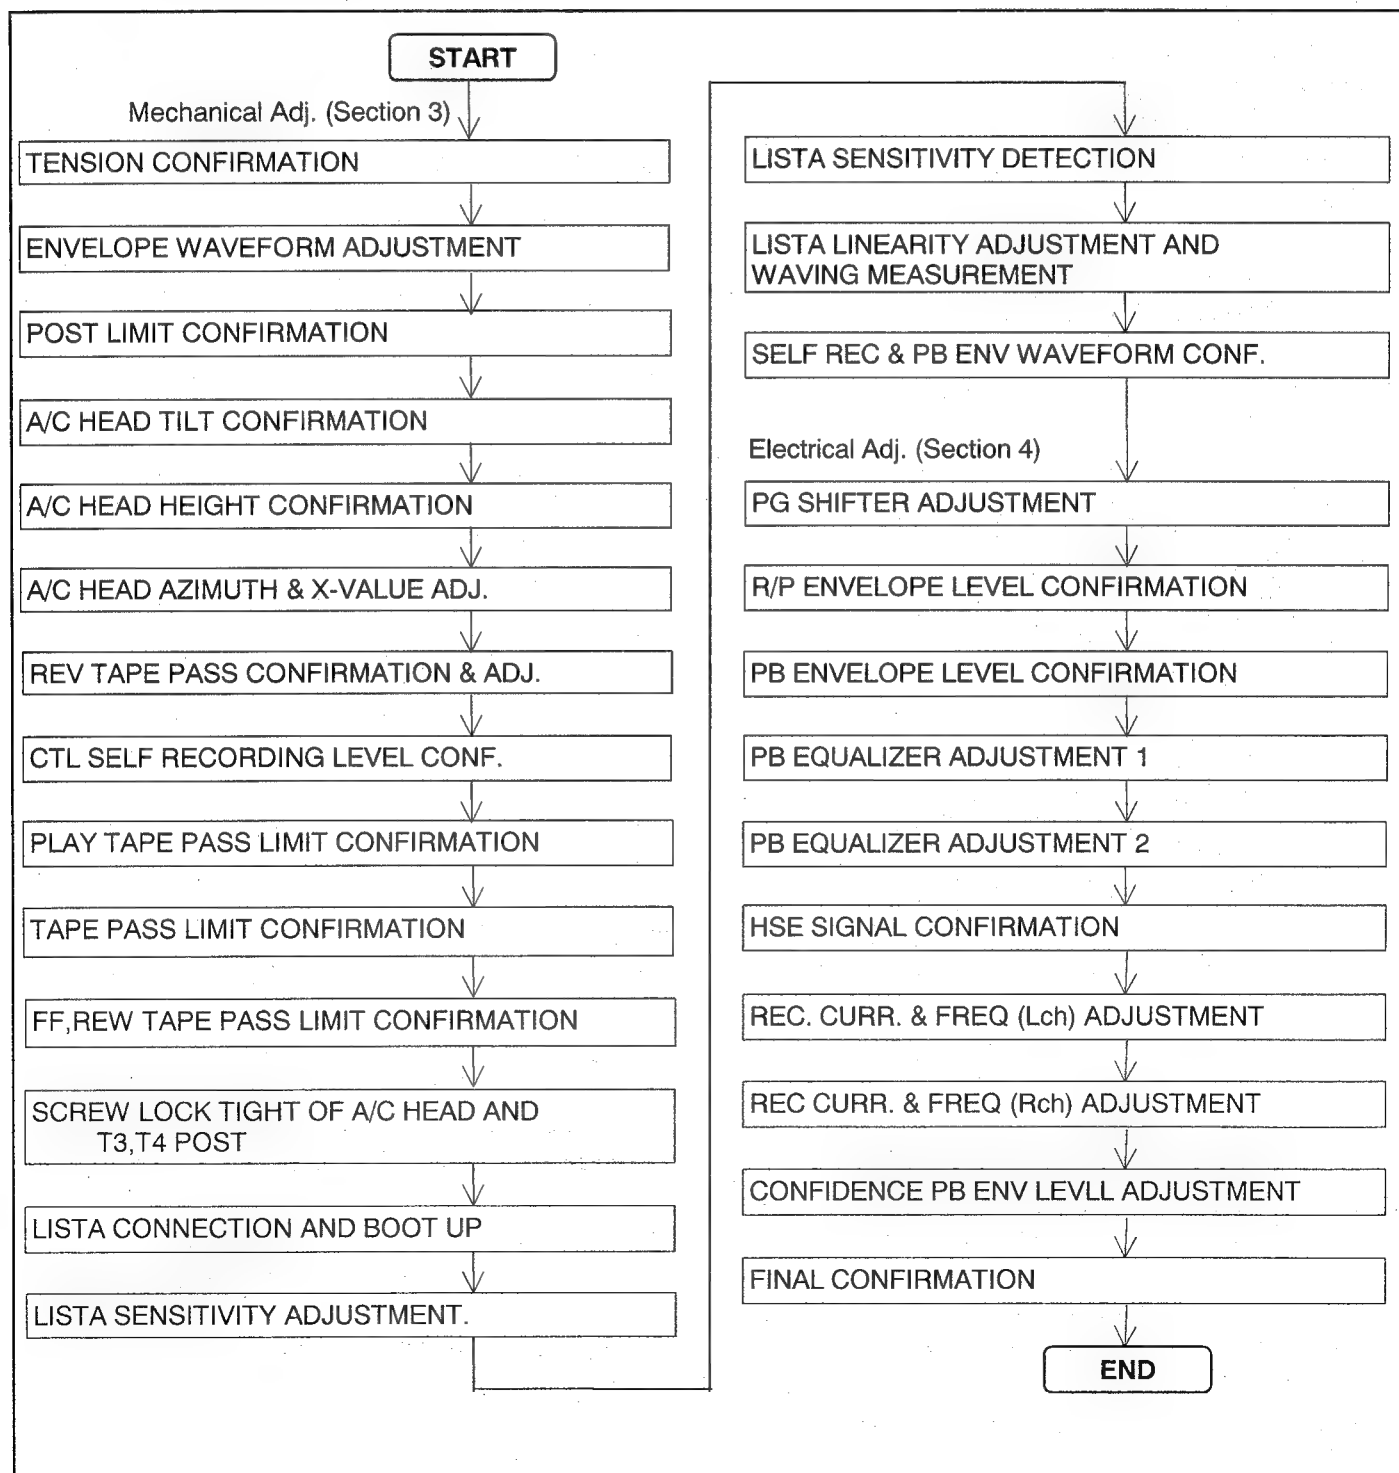 START
Mechanical Adj. (Section 3)
TENSION CONFIRMATION
ENVELOPE WAVEFORM ADJUSTMENT
POST LIMIT CONFIRMATION
A/C HEAD TILT CONFIRMATION
A/C HEAD HEIGHT CONFIRMATION
A/C HEAD AZIMUTH & X-VALUE ADJ.
REV TAPE PASS CONFIRMATION & ADJ.
CTL SELF RECORDING LEVEL CONF.
PLAY TAPE PASS LIMIT CONFIRMATION
TAPE PASS LIMIT CONFIRMATION
FF,REW TAPE PASS LIMIT CONFIRMATION
SCREW LOCK TIGHT OF A/C HEAD AND
T3,T4 POST
LISTA CONNECTION AND BOOT UP
LISTA SENSITIVITY ADJUSTMENT.
LISTA SENSITIVITY DETECTION
LISTA LINEARITY ADJUSTMENT AND
WAVING MEASUREMENT
SELF REC & PB ENV WAVEFORM CONF.
Electrical Adj. (Section 4)
PG SHIFTER ADJUSTMENT
R/P ENVELOPE LEVEL CONFIRMATION
PB ENVELOPE LEVEL CONFIRMATION
PB EQUALIZER ADJUSTMENT 1
PB EQUALIZER ADJUSTMENT 2
HSE SIGNAL CONFIRMATION
REC. CURR. & FREQ (Lch) ADJUSTMENT
REC CURR. & FREQ (Rch) ADJUSTMENT
CONFIDENCE PB ENV LEVLL ADJUSTMENT
FINAL CONFIRMATION
END